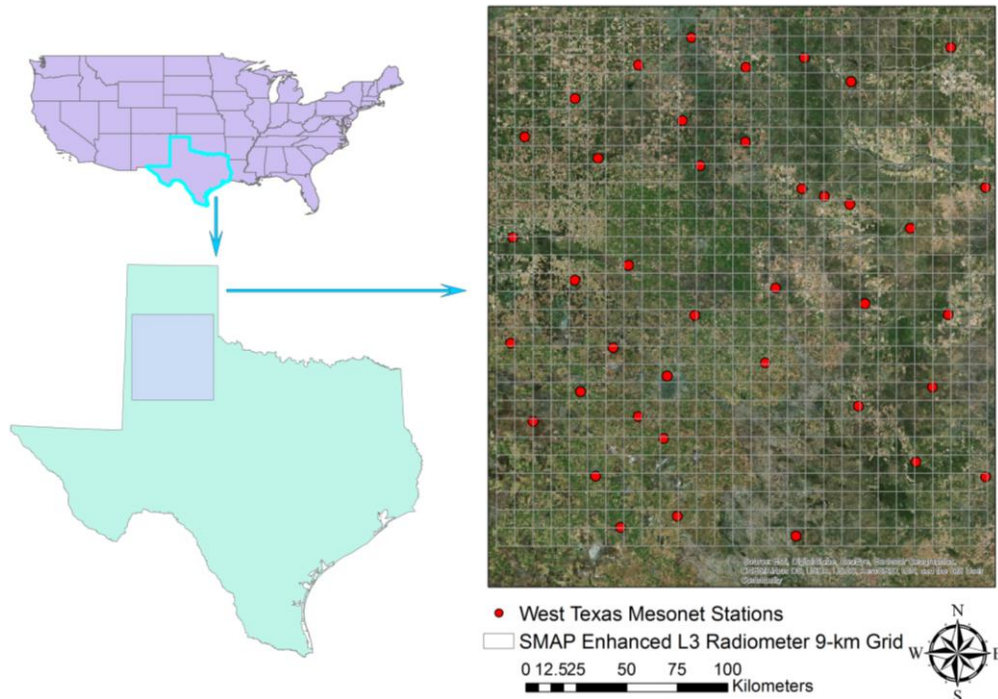 West Texas Mesonet Stations
SMAP Enhanced L3 Radiometer 9-km Grid
0 12.525 50 75 100
Kilometers
N
W E
S